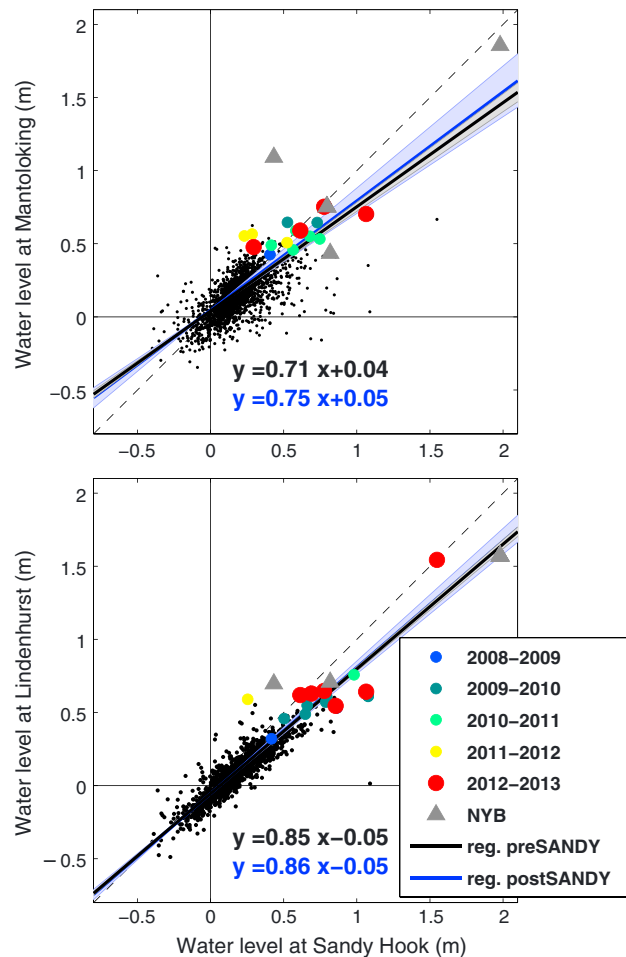 2
1.5
1
0.5
0
−0.5
Water level at Mantoloking (m)
y =0.71 x+0.04
y =0.75 x+0.05
−0.5
0
0.5
1
1.5
2
2
1.5
1
0.5
0
−0.5
Water level at Lindenhurst (m)
2008−2009
2009−2010
2010−2011
2011−2012
2012−2013
NYB
reg. preSANDY
reg. postSANDY
y =0.85 x−0.05
y =0.86 x−0.05
−0.5
0
0.5
1
1.5
2
Water level at Sandy Hook (m)